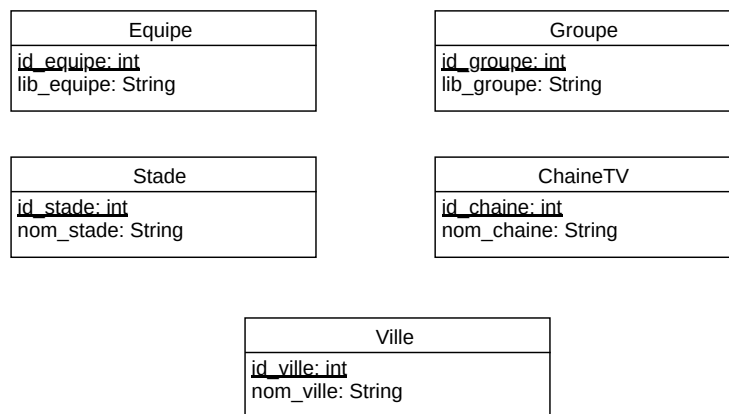 Equipe
id_equipe: int
lib_equipe: String
Groupe
id_groupe: int
lib_groupe: String
Stade
id_stade: int
nom_stade: String
ChaineTV
id_chaine: int
nom_chaine: String
Ville
id_ville: int
nom_ville: String